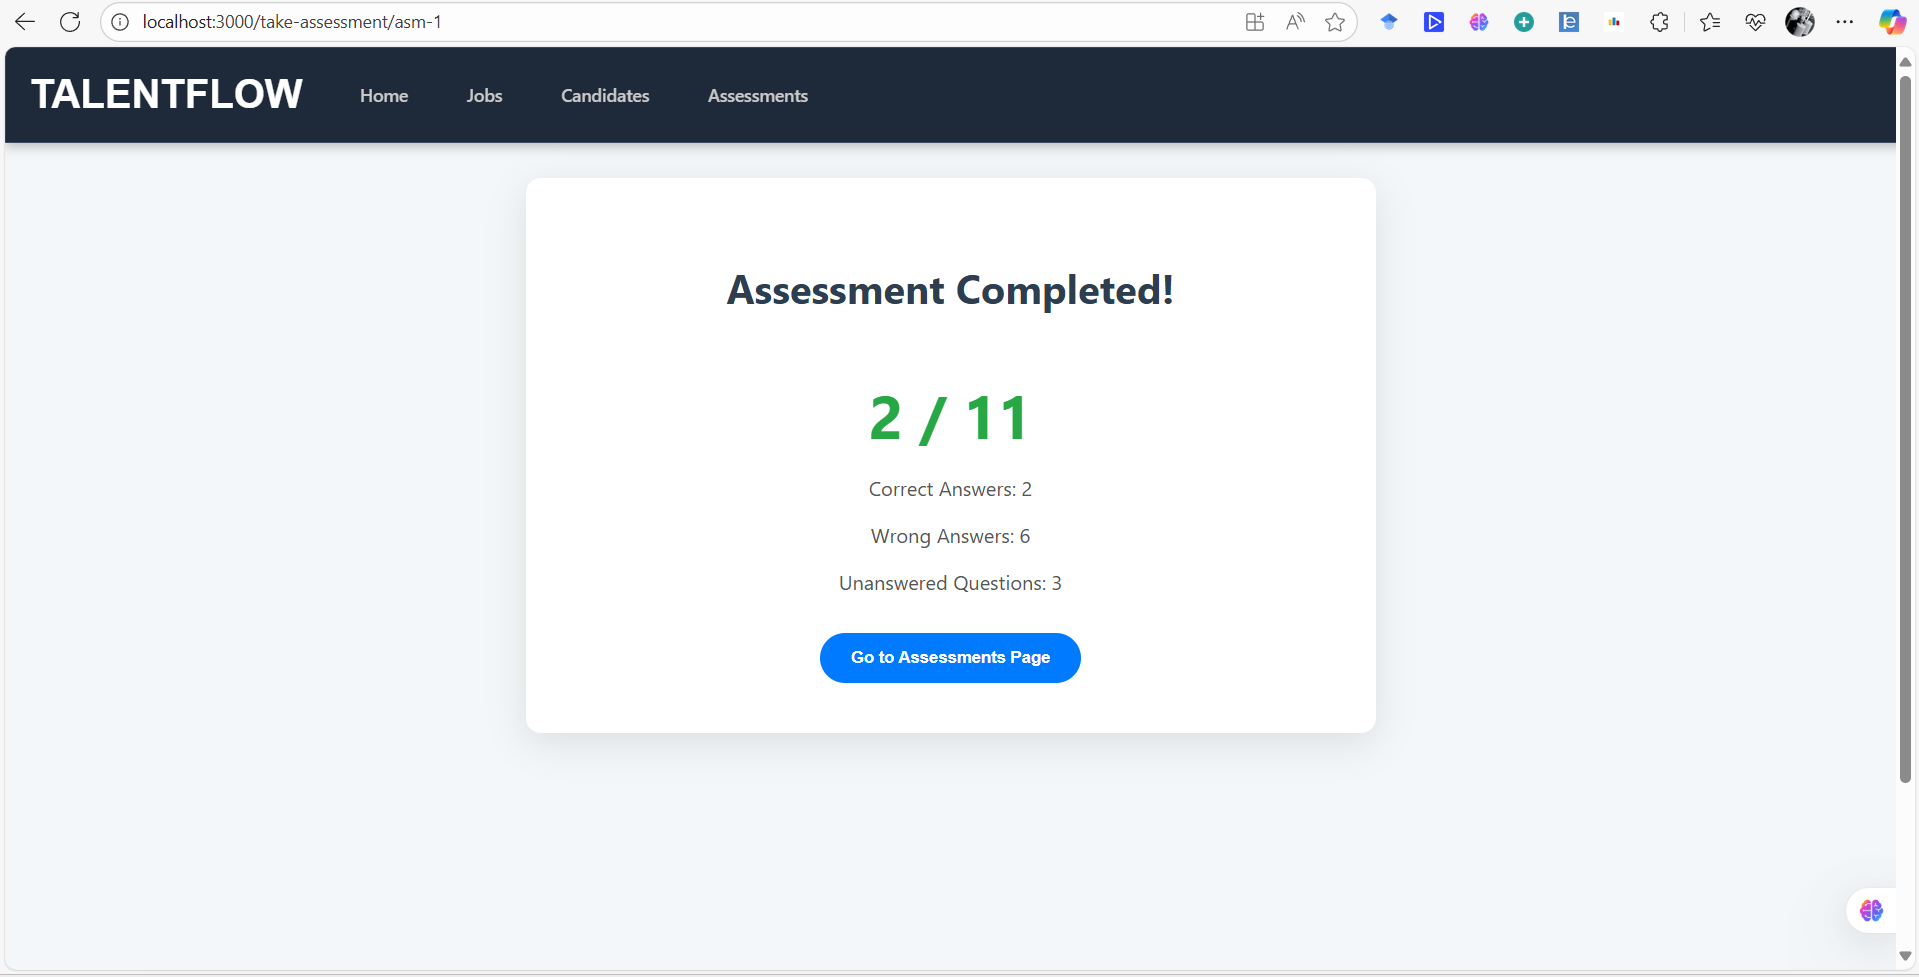 localhost:3000/take-assessment/asm-1
TALENTFLOW
Home
Jobs
Candidates
Assessments
Assessment Completed!
2 / 11
Correct Answers: 2
Wrong Answers: 6
Unanswered Questions: 3
Go to Assessments Page